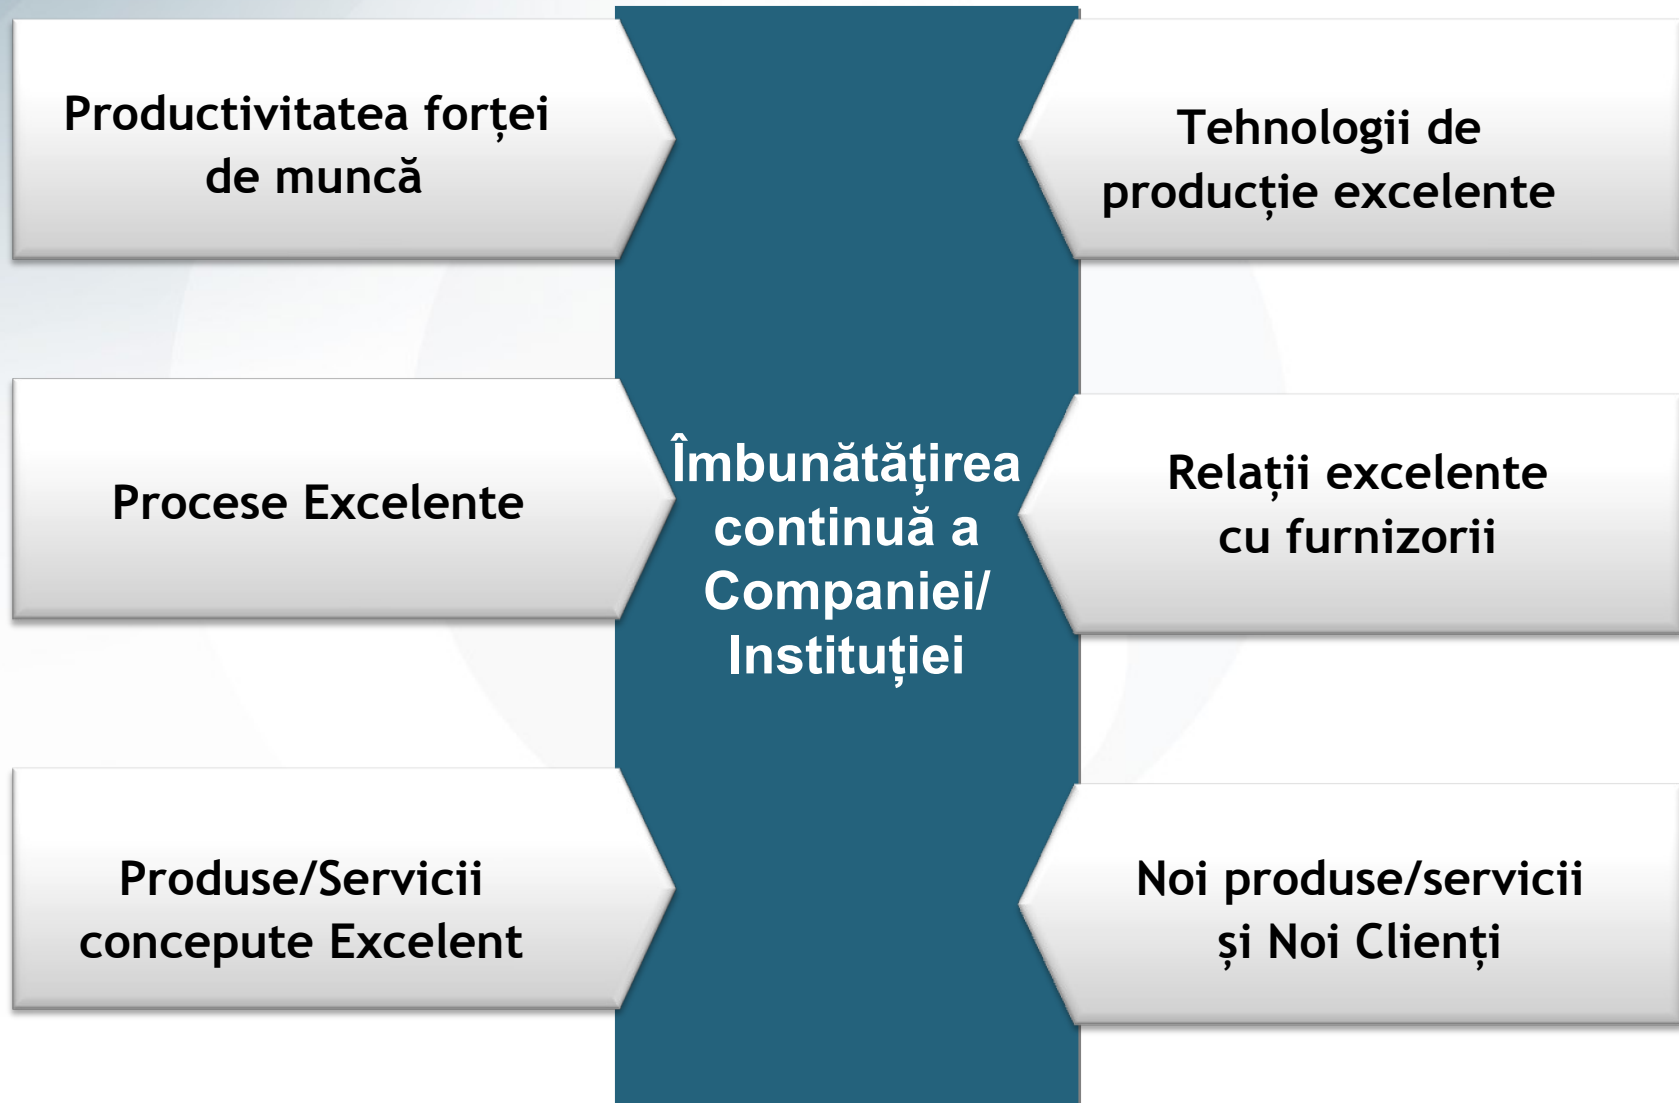 Productivitatea forței
de muncă
Procese Excelente
Produse/Servicii
concepute Excelent
Îmbunătățirea
continuă a
Companiei/
Instituției
Tehnologii de
producție excelente
Relații excelente
cu furnizorii
Noi produse/servicii
și Noi Clienți